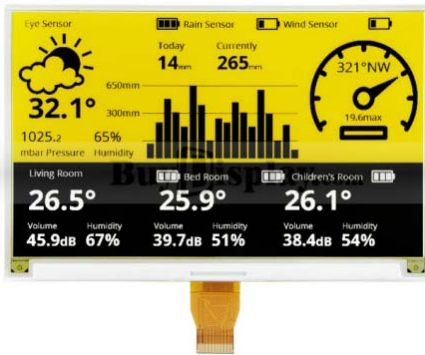 Eye Sensor
Rain Sensor
Wind Sensor
Today
Currently
14mm
265mm
321°NW
19.6max
32.1°
650mm
300mm
1025.2
65%
mbar Pressure
Humidity
Living Room
Bed Room
Children's Room
26.5°
25.9°
26.1°
Volume
Humidity
Volume
Humidity
Volume
Humidity
45.9dB
67%
39.7dB
51%
38.4dB
54%
BuyDisplay.com